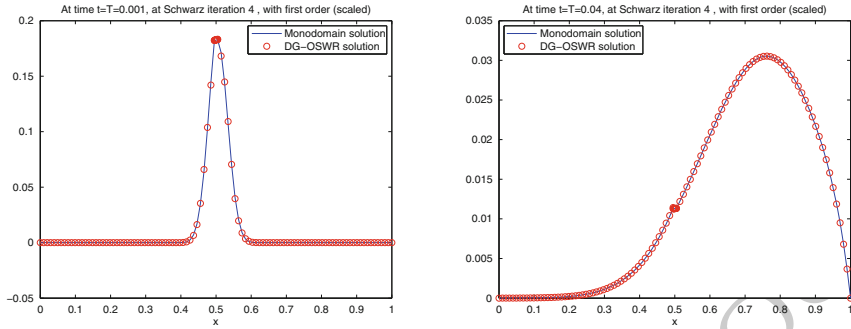 At time t=T=0.001, at Schwarz iteration 4 , with first order (scaled)
Monodomain solution
DG-OSWR solution
0.2
0.15
0.1
0.05
0
−0.05
0 0.1 0.2 0.3 0.4 0.5 0.6 0.7 0.8 0.9 1
x
At time t=T=0.04, at Schwarz iteration 4 , with first order (scaled)
Monodomain solution
DG-OSWR solution
0.035
0.03
0.025
0.02
0.015
0.01
0.005
0
0 0.1 0.2 0.3 0.4 0.5 0.6 0.7 0.8 0.9 1
x